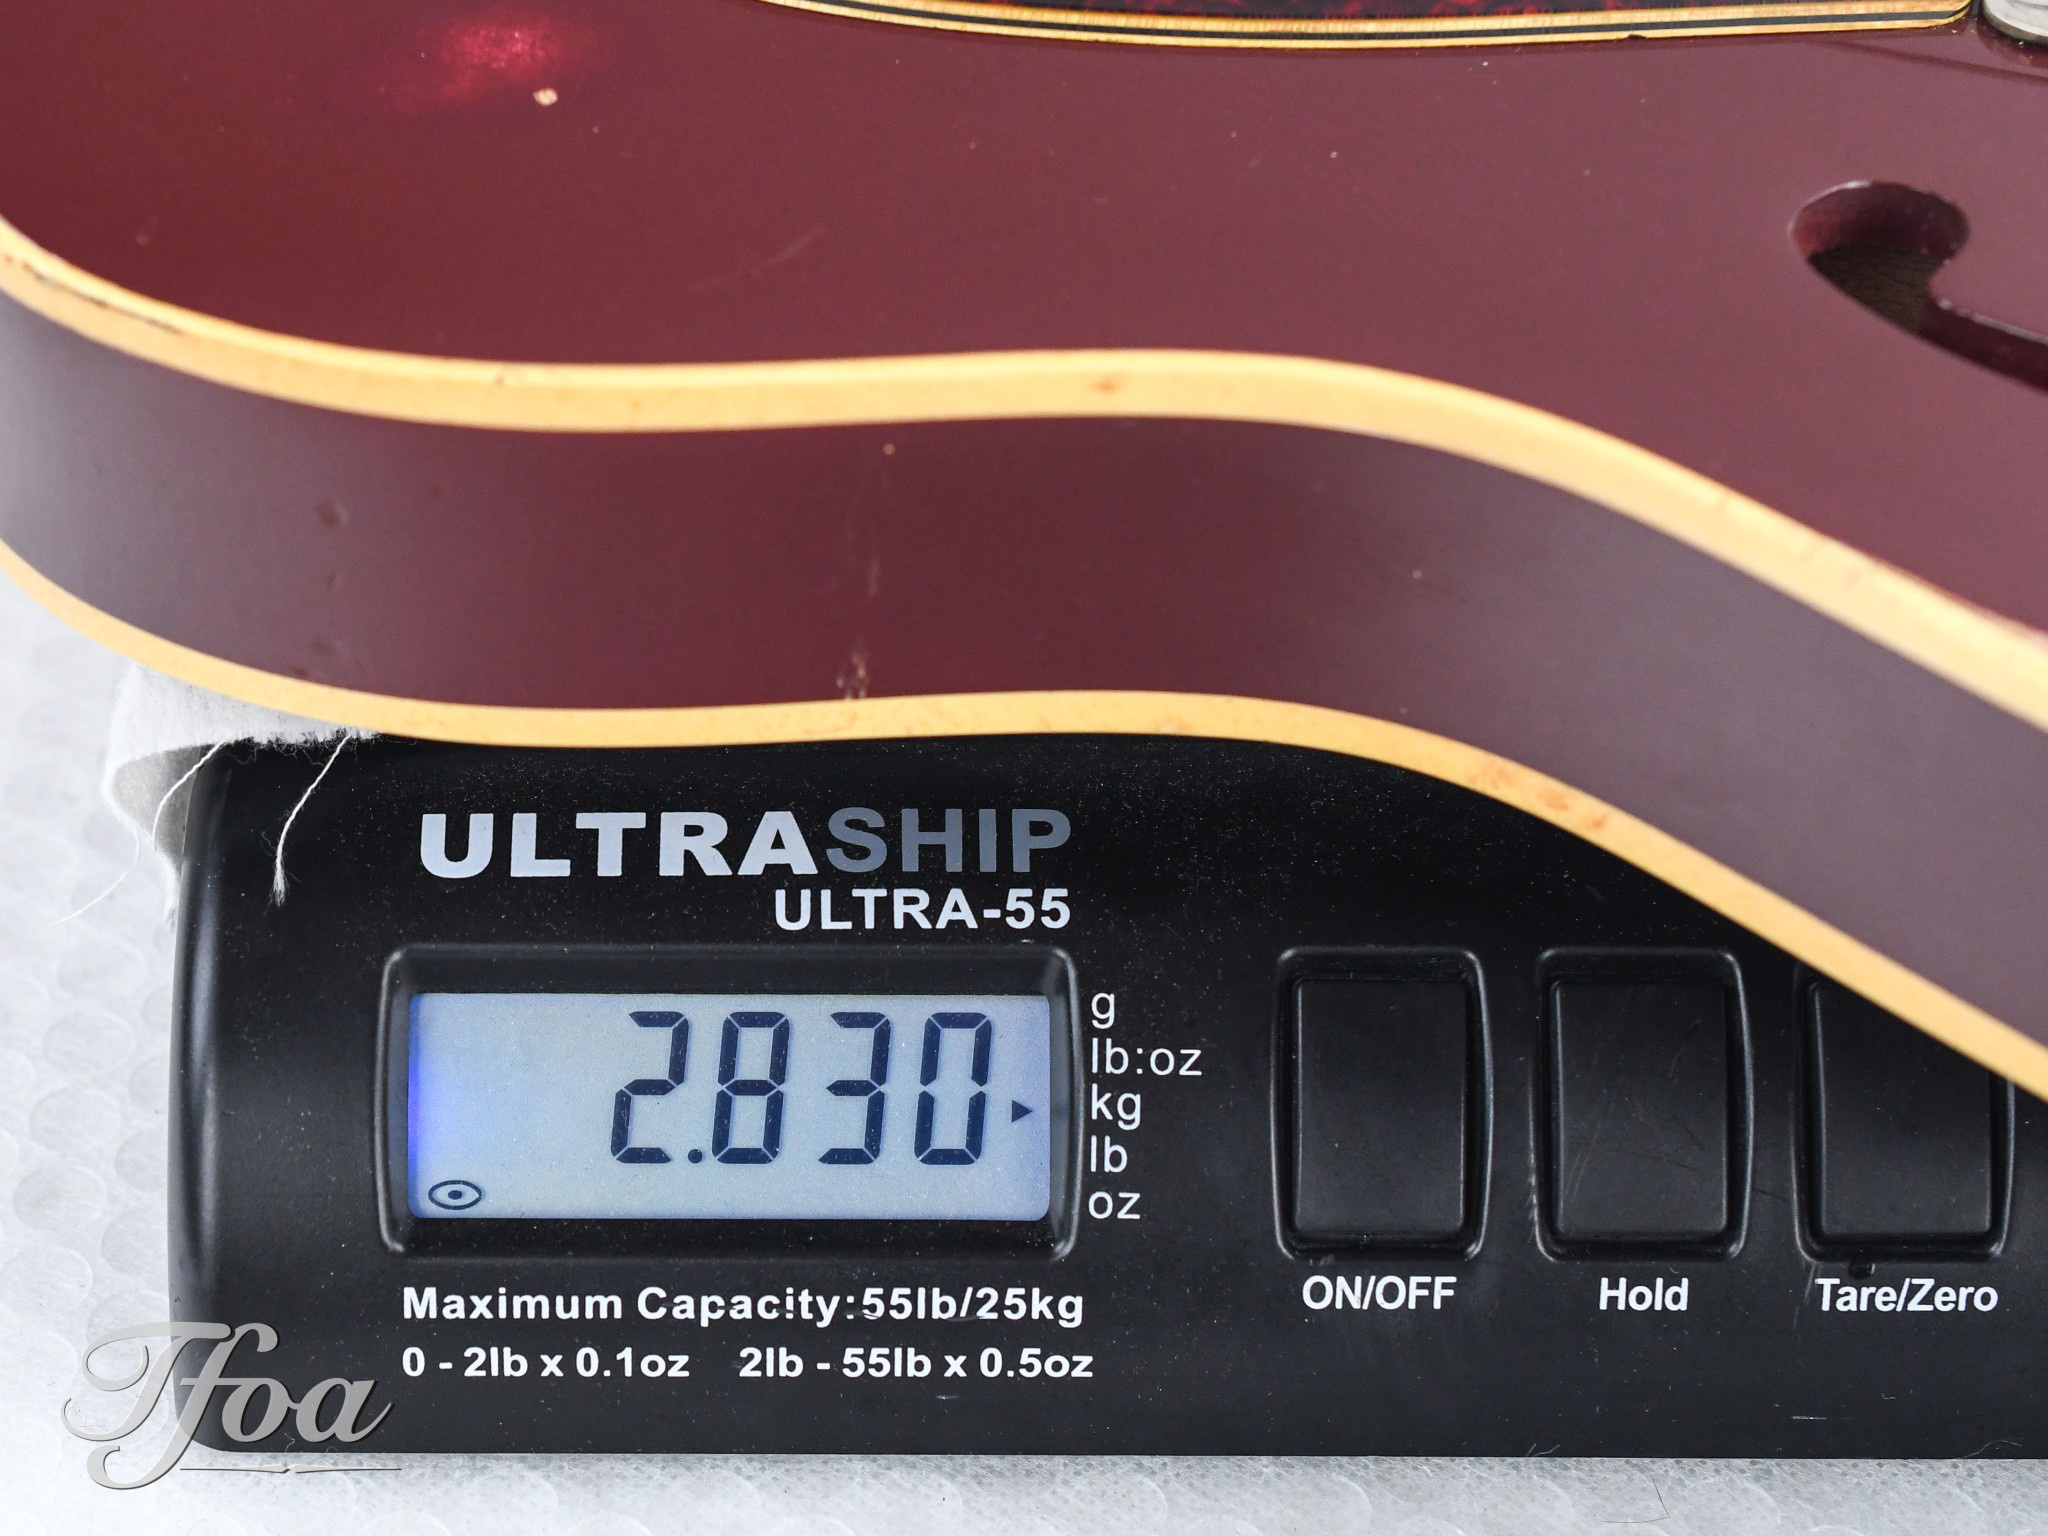 ULTRASHIP
ULTRA-55
2.830
g
lb:oz
kg
lb
oz
ON/OFF
Hold
Tare/Zero
Maximum Capacity:55lb/25kg
0 - 2lb x 0.1oz 2lb - 55lb x 0.5oz
Tfoa